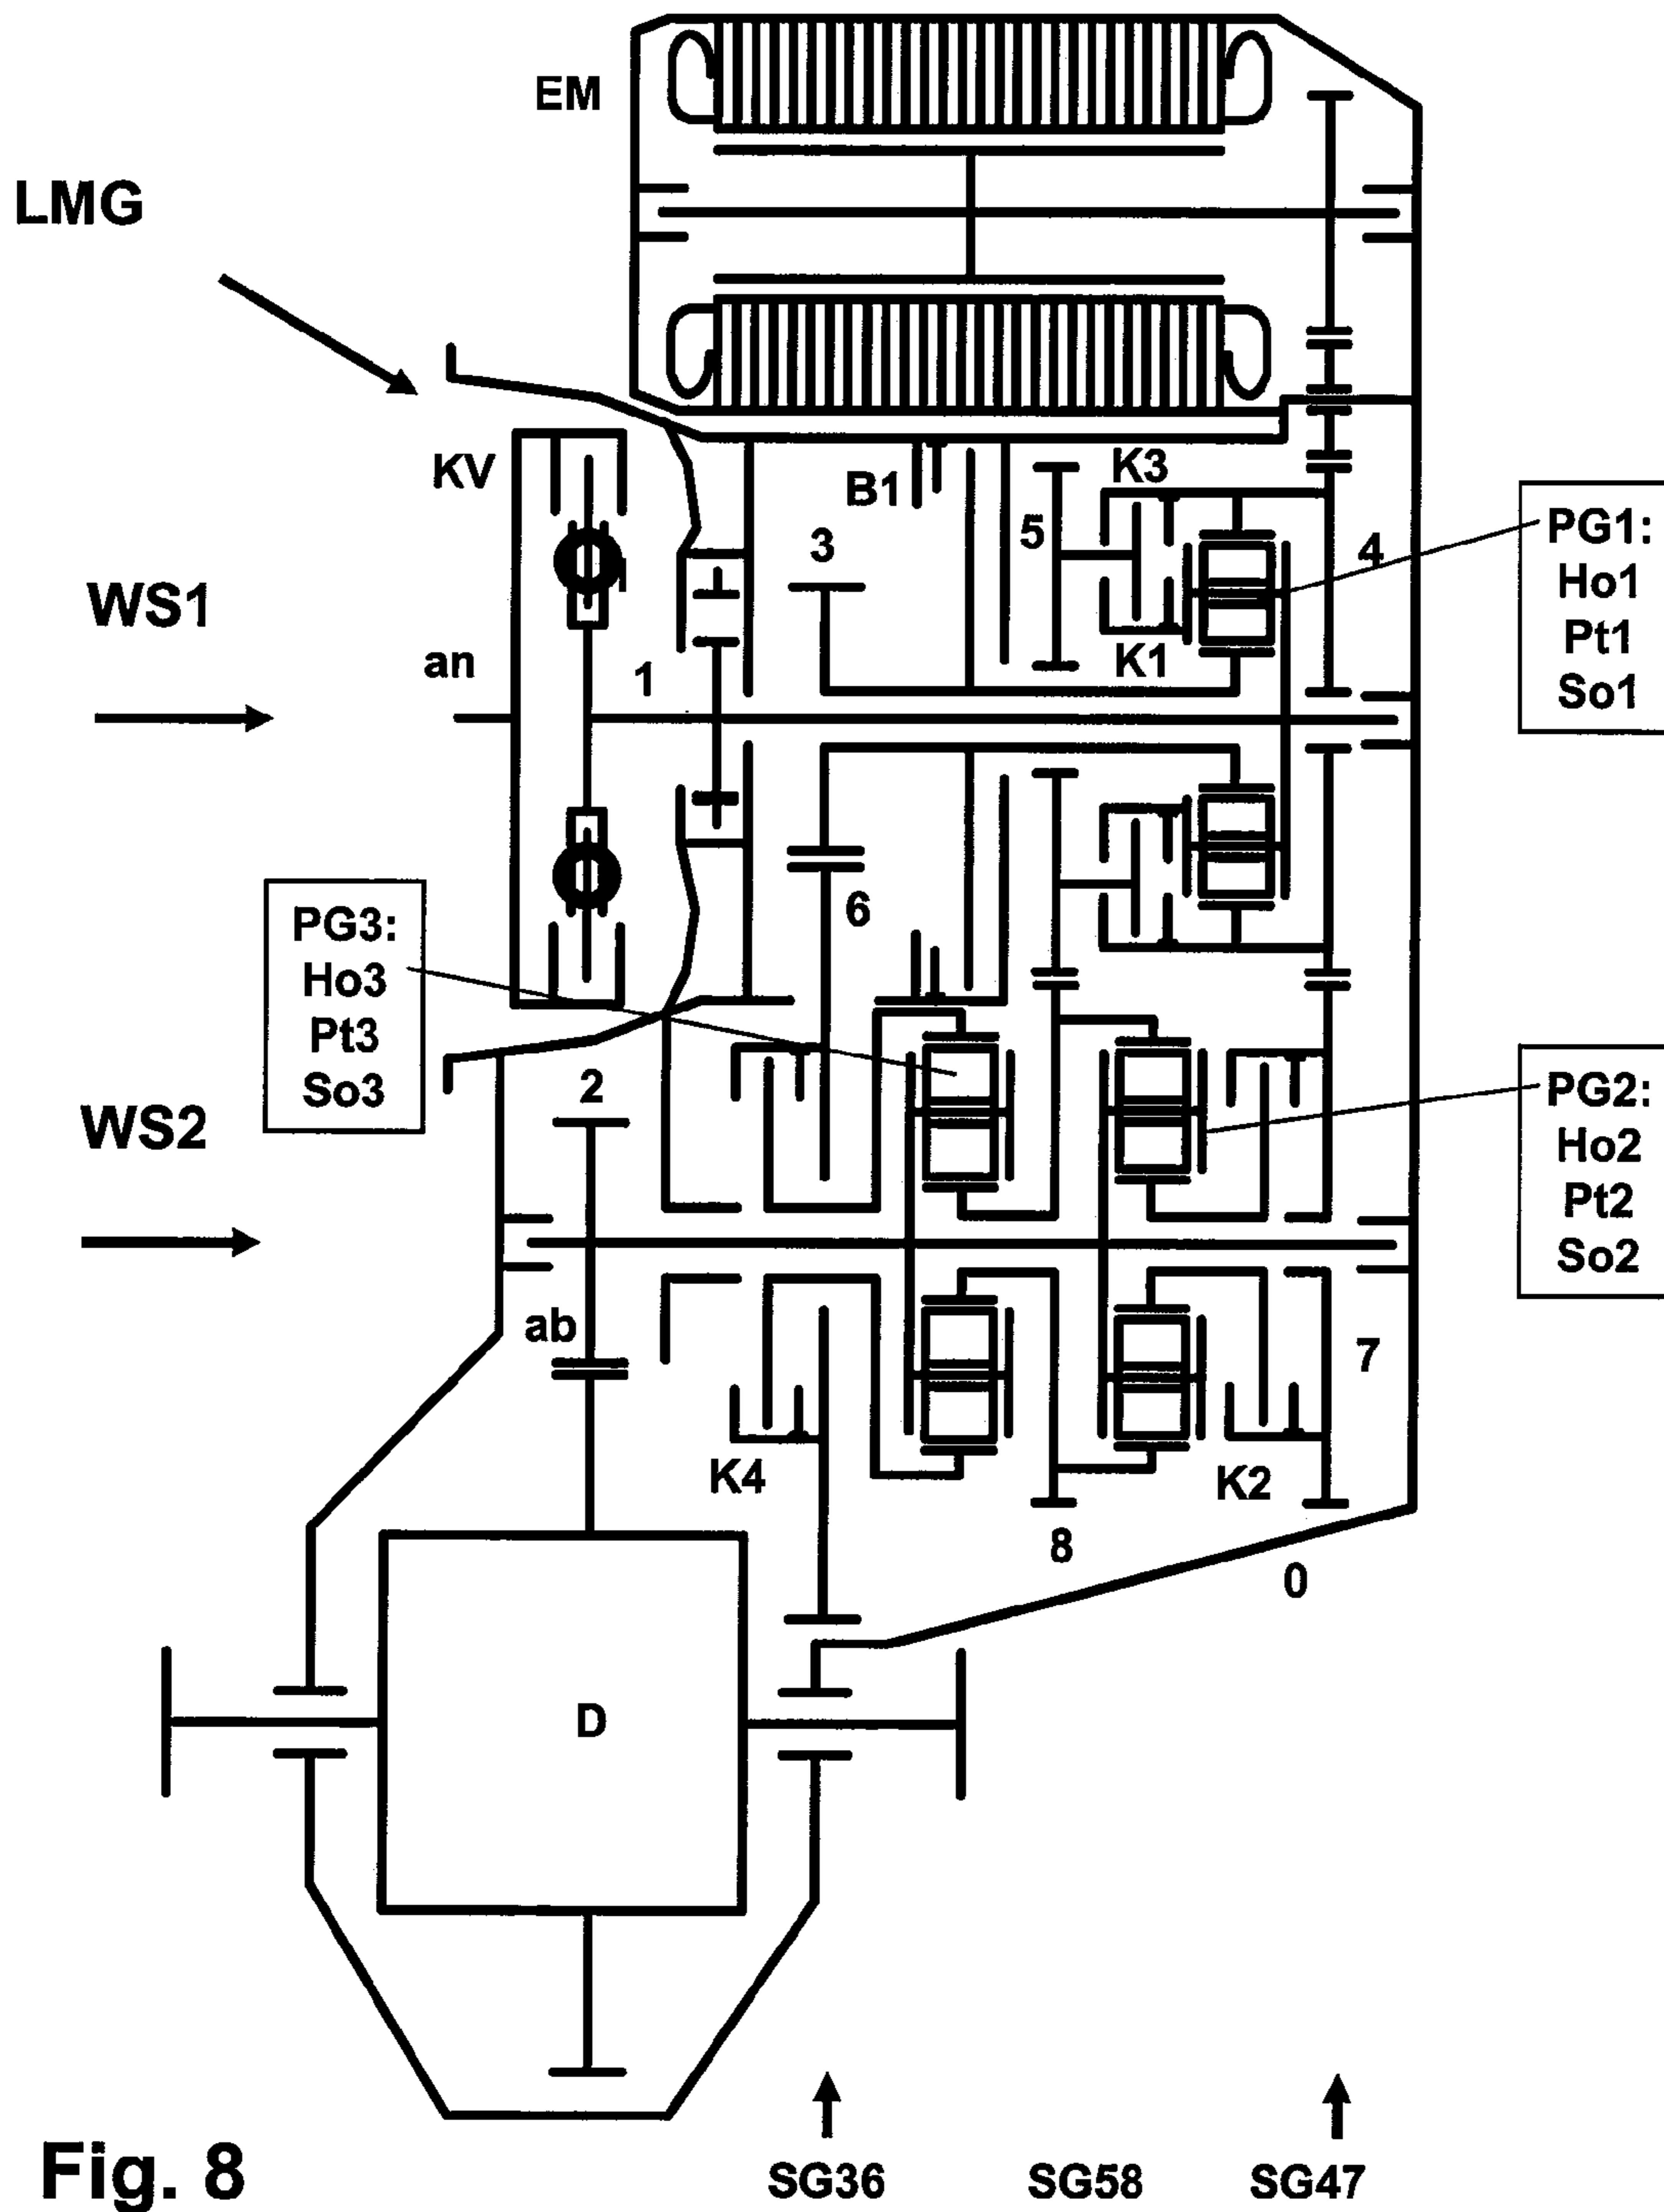 EM
LMG
KV
B1
K3
5
3
4
PG1:
Ho1
Pt1
So1
WS1
an
1
K1
6
PG3:
Ho3
Pt3
So3
2
WS2
PG2:
Ho2
Pt2
So2
ab
7
K4
K2
8
0
D
Fig. 8
SG36
SG58
SG47